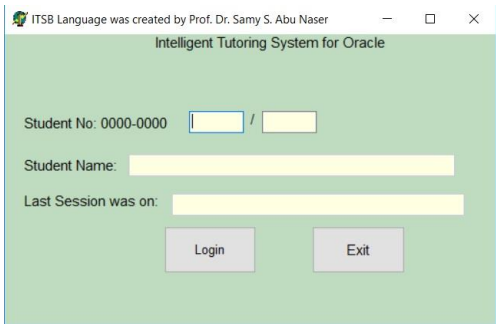 ITSB Language was created by Prof. Dr. Samy S. Abu Naser
Intelligent Tutoring System for Oracle
Student No: 0000-0000 /
Student Name:
Last Session was on:
Login Exit